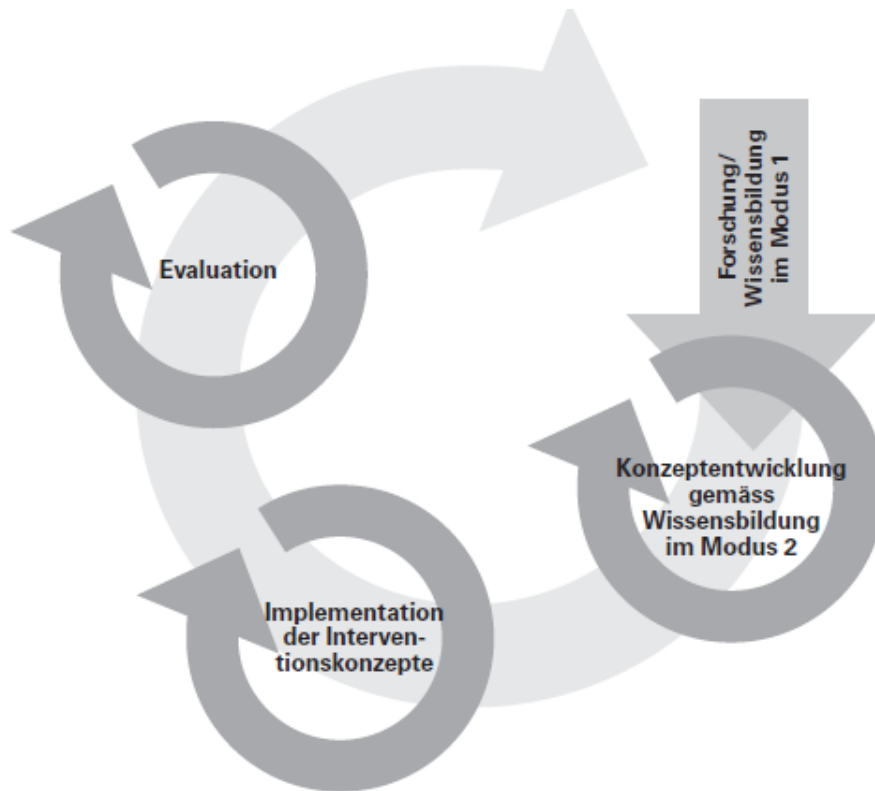 Forschung/
Wissensbildung
im Modus 1
Evaluation
Konzeptentwicklung
gemäss
Wissensbildung
im Modus 2
Implementation
der Interven-
tionskonzepte